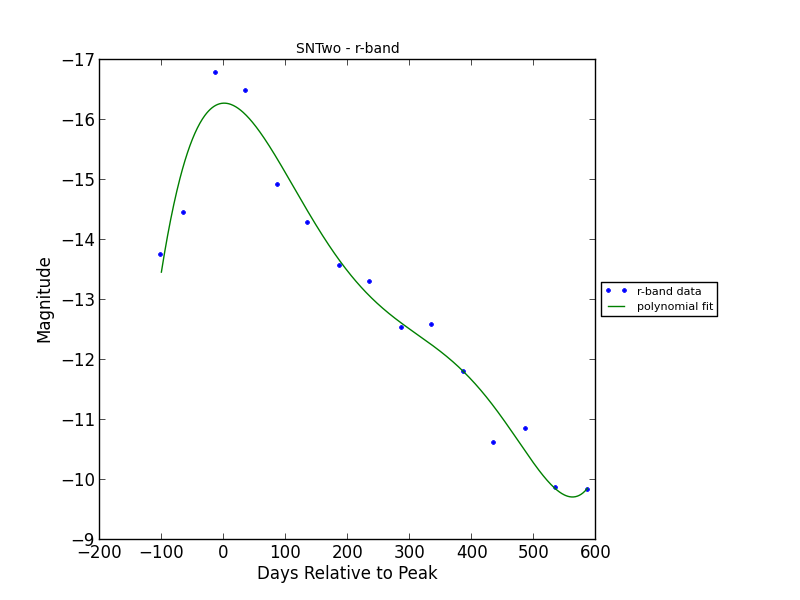 SNTwo - r-band
−17
−16
−15
−14
−13
−12
−11
−10
−9
Magnitude
−200 −100 0 100 200 300 400 500 600
Days Relative to Peak
r-band data
polynomial fit